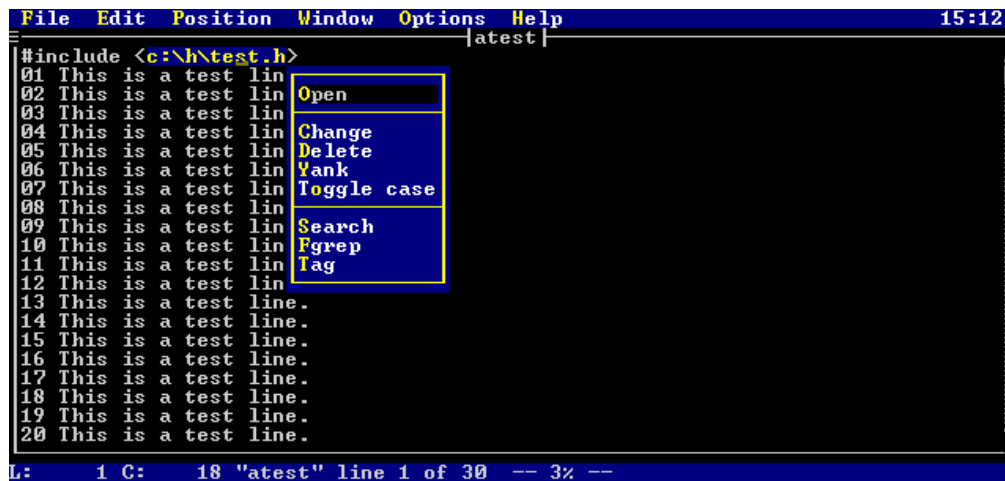 File Edit Position Window Options Help 15:12
atest
#include <c:\h\test.h>
01 This is a test lin
02 This is a test lin Open
03 This is a test lin
04 This is a test lin Change
05 This is a test lin Delete
06 This is a test lin Yank
07 This is a test lin Toggle case
08 This is a test lin
09 This is a test lin Search
10 This is a test lin Fgrep
11 This is a test lin Tag
12 This is a test lin
13 This is a test line.
14 This is a test line.
15 This is a test line.
16 This is a test line.
17 This is a test line.
18 This is a test line.
19 This is a test line.
20 This is a test line.
L: 1 C: 18 "atest" line 1 of 30 -- 3% --